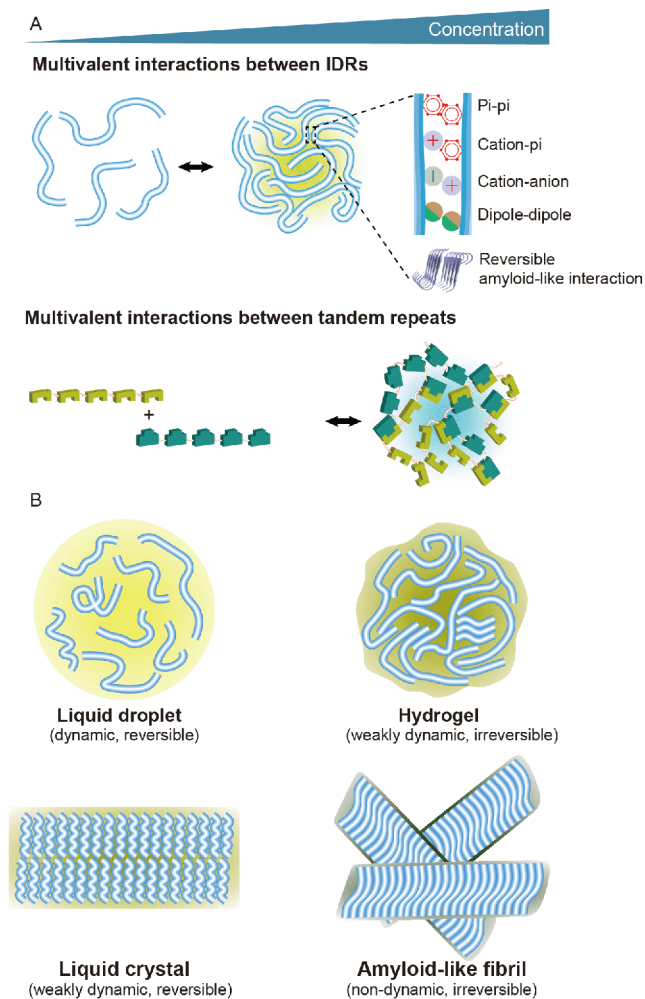 A
Concentration
Multivalent interactions between IDRs
Pi-pi
+
Cation-pi
−
+
Cation-anion
Dipole-dipole
Reversible
amyloid-like interaction
Multivalent interactions between tandem repeats
+
B
Liquid droplet
(dynamic, reversible)
Hydrogel
(weakly dynamic, irreversible)
Liquid crystal
(weakly dynamic, reversible)
Amyloid-like fibril
(non-dynamic, irreversible)